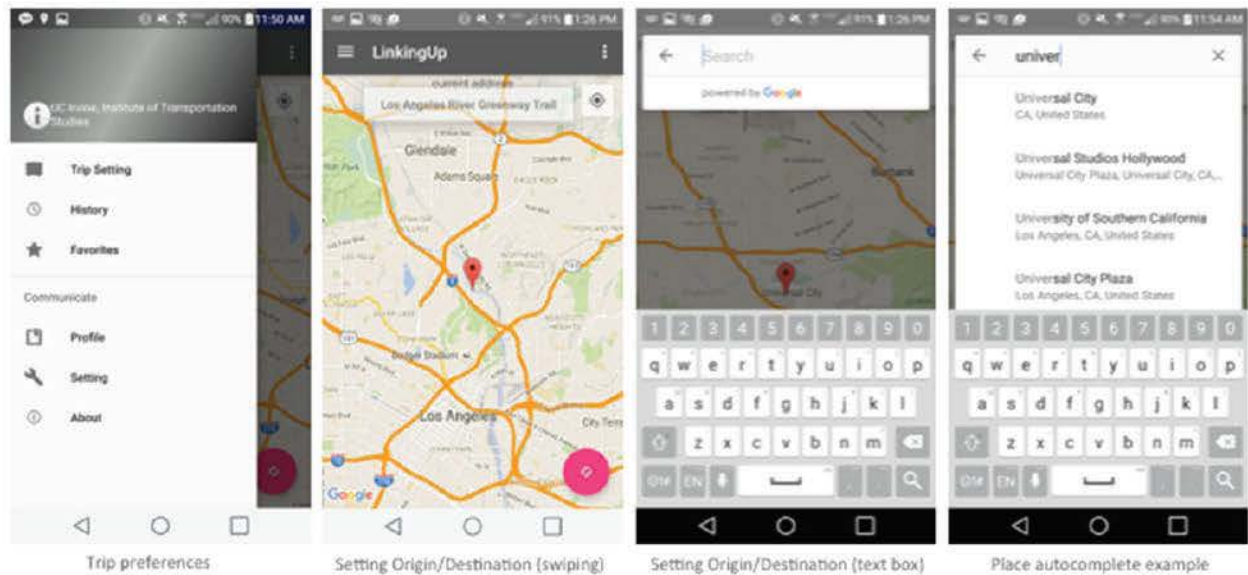 90% 11:50 AM
UC Irvine, Institute of Transportation
Studies
Trip Setting
History
Favorites
Communicate
Profile
Setting
About
Trip preferences
91% 1:26 PM
LinkingUp
current address
Los Angeles River Greenway Trail
Glendale
Adams Square
EAGLE ROCK
Dodger Stadium
Los Angeles
City Terr
Google
Setting Origin/Destination (swiping)
91% 1:26 PM
Search
powered by Google
Burbank
Universal City
1 2 3 4 5 6 7 8 9 0
q w e r t y u i o p
a s d f g h j k l
z x c v b n m
EN
Setting Origin/Destination (text box)
90% 11:54 AM
univer
Universal City
CA, United States
Universal Studios Hollywood
Universal City Plaza, Universal City, CA,...
University of Southern California
Los Angeles, CA, United States
Universal City Plaza
Los Angeles, CA, United States
1 2 3 4 5 6 7 8 9 0
q w e r t y u i o p
a s d f g h j k l
z x c v b n m
EN
Place autocomplete example